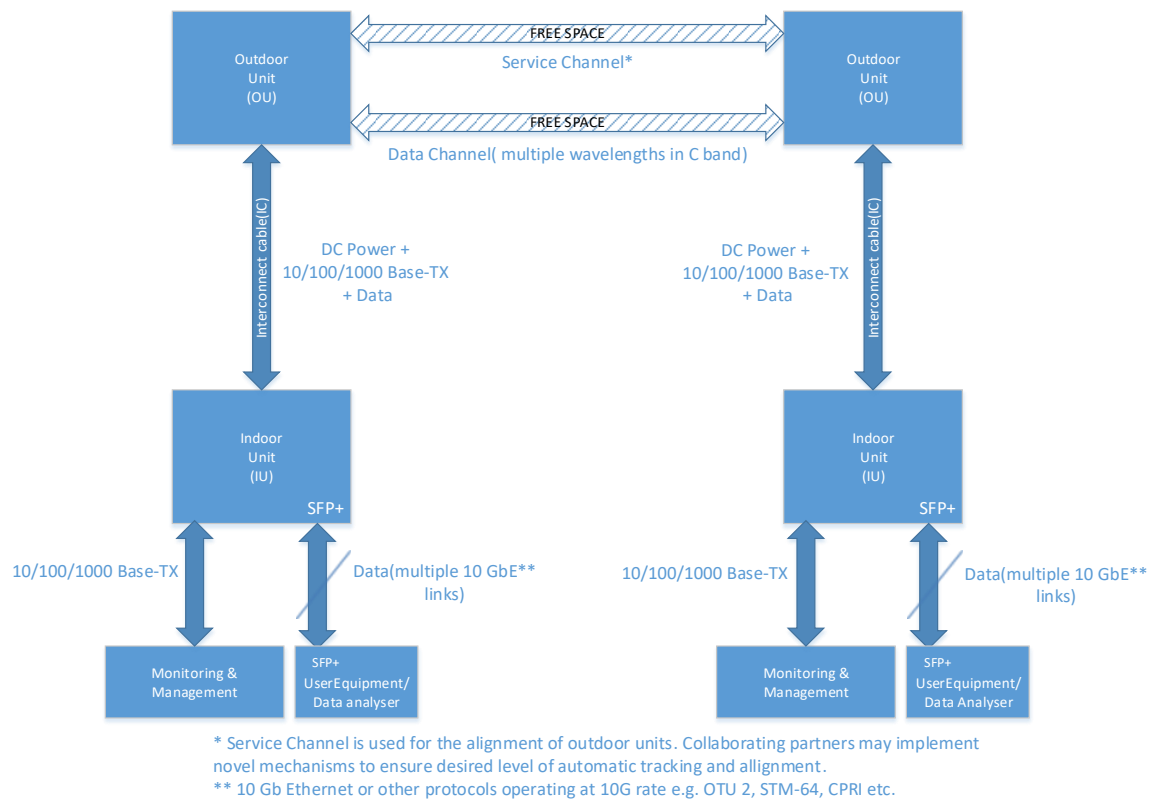 FREE SPACE
Service Channel*
Outdoor
Unit
(OU)
Outdoor
Unit
(OU)
FREE SPACE
Data Channel( multiple wavelengths in C band)
Interconnect cable(IC)
DC Power +
10/100/1000 Base-TX
+ Data
DC Power +
10/100/1000 Base-TX
+ Data
Interconnect cable(IC)
Indoor
Unit
(IU)
SFP+
Indoor
Unit
(IU)
SFP+
10/100/1000 Base-TX
Data(multiple 10 GbE**
links)
10/100/1000 Base-TX
Data(multiple 10 GbE**
links)
Monitoring &
Management
SFP+
UserEquipment/
Data analyser
Monitoring &
Management
SFP+
UserEquipment/
Data Analyser
* Service Channel is used for the alignment of outdoor units. Collaborating partners may implement
novel mechanisms to ensure desired level of automatic tracking and allignment.
** 10 Gb Ethernet or other protocols operating at 10G rate e.g. OTU 2, STM-64, CPRI etc.